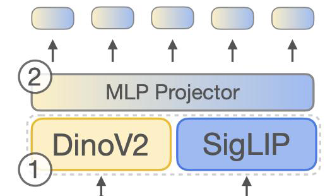 2
MLP Projector
DinoV2 SigLIP
1